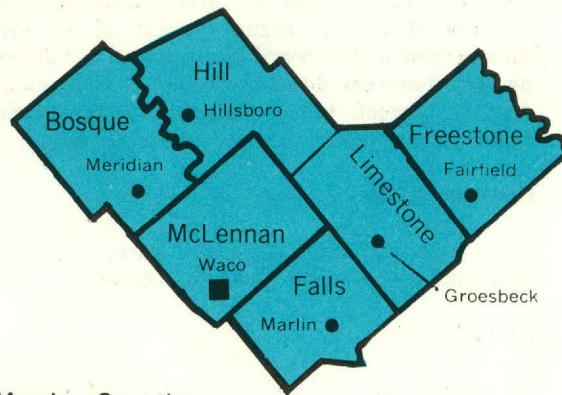 Hill
Hillsboro
Bosque
Meridian
Freestone
Fairfield
Limestone
Groesbeck
McLennan
Waco
Falls
Marlin